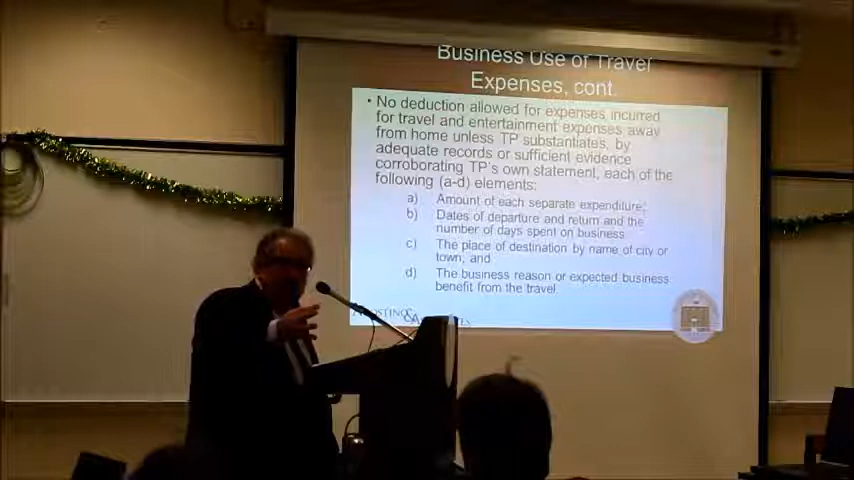 Business Use of Travel
Expenses, cont.
• No deduction allowed for expenses incurred
for travel and entertainment expenses away
from home unless TP substantiates, by
adequate records or sufficient evidence
corroborating TP's own statement, each of the
following (a-d) elements:
a) Amount of each separate expenditure;
b) Dates of departure and return and the
number of days spent on business
c) The place of destination by name of city or
town; and
d) The business reason or expected business
benefit from the travel.